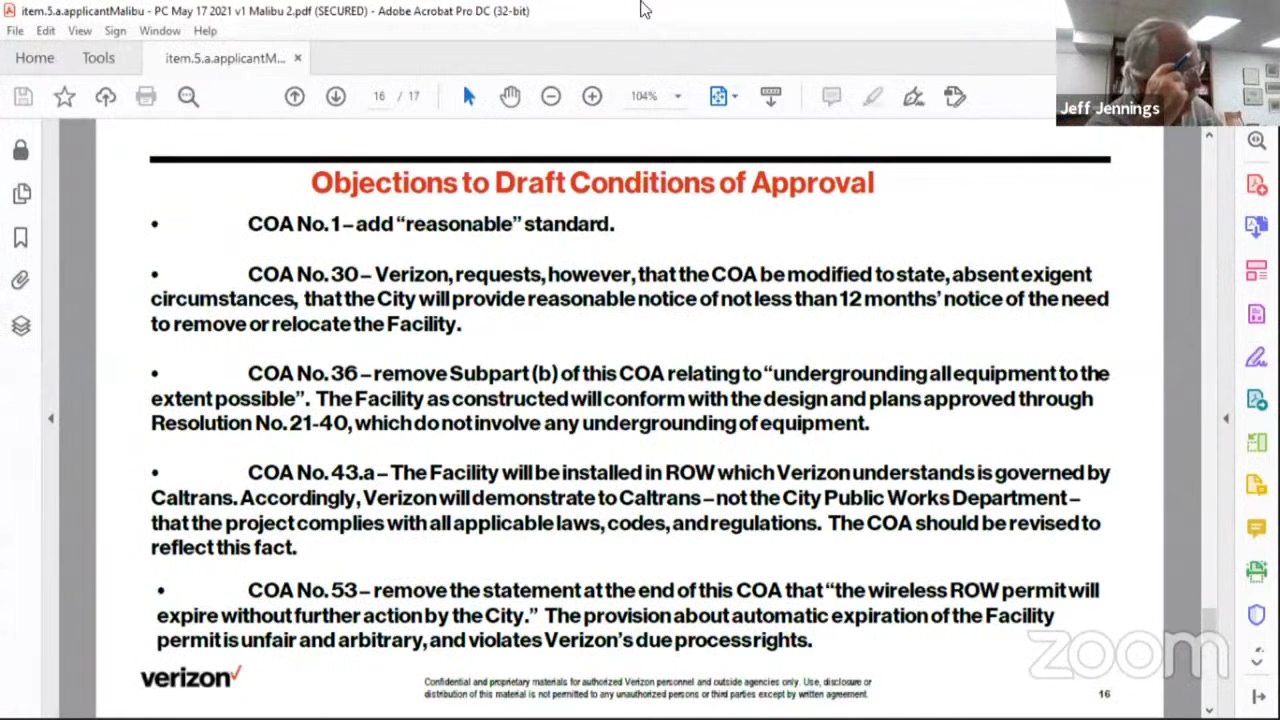 item.5.a.applicantMalibu - PC May 17 2021 v1 Malibu 2.pdf (SECURED) - Adobe Acrobat Pro DC (32-bit)
File Edit View Sign Window Help
Home Tools item.5.a.applicantM... ×
16 / 17 104%
Jeff Jennings
Objections to Draft Conditions of Approval
• COA No. 1 – add “reasonable” standard.
• COA No. 30 – Verizon, requests, however, that the COA be modified to state, absent exigent
circumstances, that the City will provide reasonable notice of not less than 12 months’ notice of the need
to remove or relocate the Facility.
• COA No. 36 – remove Subpart (b) of this COA relating to “undergrounding all equipment to the
extent possible”. The Facility as constructed will conform with the design and plans approved through
Resolution No. 21-40, which do not involve any undergrounding of equipment.
• COA No. 43.a – The Facility will be installed in ROW which Verizon understands is governed by
Caltrans. Accordingly, Verizon will demonstrate to Caltrans – not the City Public Works Department –
that the project complies with all applicable laws, codes, and regulations. The COA should be revised to
reflect this fact.
• COA No. 53 – remove the statement at the end of this COA that “the wireless ROW permit will
expire without further action by the City.” The provision about automatic expiration of the Facility
permit is unfair and arbitrary, and violates Verizon’s due process rights.
zoom
verizon
Confidential and proprietary materials for authorized Verizon personnel and outside agencies only. Use, disclosure or
distribution of this material is not permitted to any unauthorized persons or third parties except by written agreement.
16